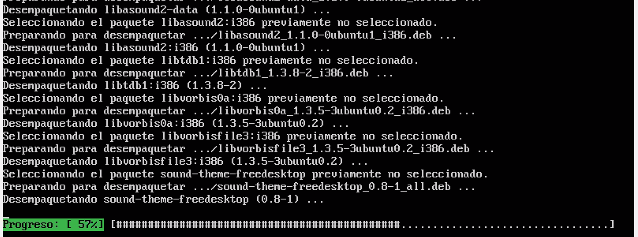 Desempaquetando libasound2-data (1.1.0-0ubuntu1) ...
Seleccionando el paquete libasound2:i386 previamente no seleccionado.
Preparando para desempaquetar .../libasound2_1.1.0-0ubuntu1_i386.deb ...
Desempaquetando libasound2:i386 (1.1.0-0ubuntu1) ...
Seleccionando el paquete libtdb1:i386 previamente no seleccionado.
Preparando para desempaquetar .../libtdb1_1.3.8-2_i386.deb ...
Desempaquetando libtdb1:i386 (1.3.8-2) ...
Seleccionando el paquete libvorbis0a:i386 previamente no seleccionado.
Preparando para desempaquetar .../libvorbis0a_1.3.5-3ubuntu0.2_i386.deb ...
Desempaquetando libvorbis0a:i386 (1.3.5-3ubuntu0.2) ...
Seleccionando el paquete libvorbisfile3:i386 previamente no seleccionado.
Preparando para desempaquetar .../libvorbisfile3_1.3.5-3ubuntu0.2_i386.deb ...
Desempaquetando libvorbisfile3:i386 (1.3.5-3ubuntu0.2) ...
Seleccionando el paquete sound-theme-freedesktop previamente no seleccionado.
Preparando para desempaquetar .../sound-theme-freedesktop_0.8-1_all.deb ...
Desempaquetando sound-theme-freedesktop (0.8-1) ...
Progreso: [ 57%] [##############################################..................................]